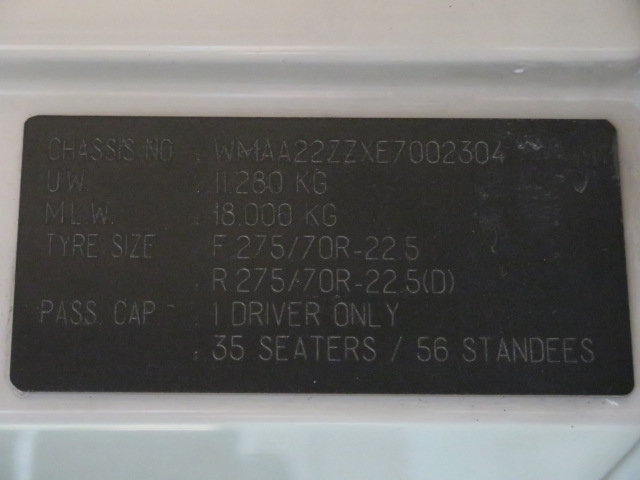 CHASSIS NO : WMAA22ZZXE7002304
U.W. : 11.280 KG
M.L.W. : 18.000 KG
TYRE SIZE : F 275/70R-22.5
: R 275/70R-22.5(D)
PASS. CAP : 1 DRIVER ONLY
: 35 SEATERS / 56 STANDEES